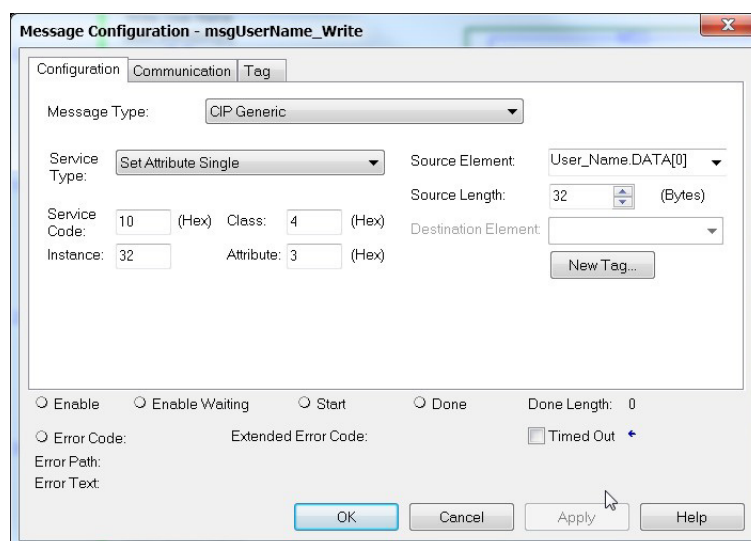 Message Configuration - msgUserName_Write
X
Configuration Communication Tag
Message Type: CIP Generic
Service Type: Set Attribute Single
Source Element: User_Name.DATA[0]
Source Length: 32 (Bytes)
Service Code: 10 (Hex) Class: 4 (Hex)
Destination Element:
Instance: 32 Attribute: 3 (Hex)
New Tag...
Enable Enable Waiting Start Done Done Length: 0
Error Code: Extended Error Code: Timed Out
Error Path:
Error Text:
OK Cancel Apply Help